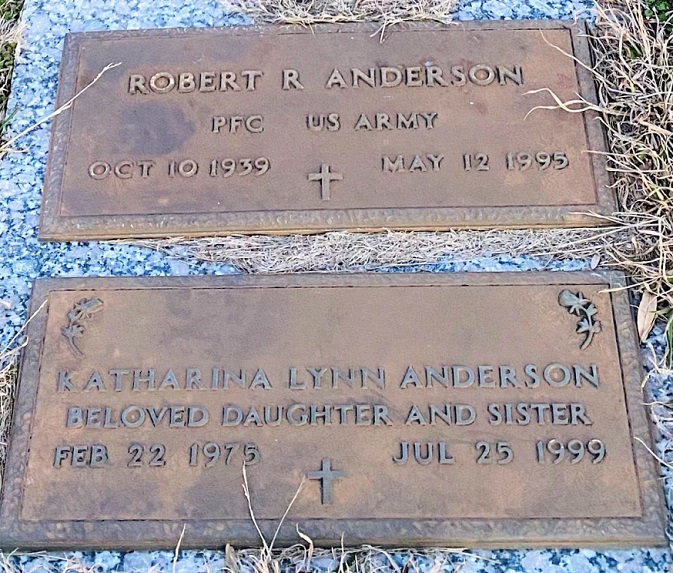 ROBERT R ANDERSON
PFC US ARMY
OCT 10 1939 MAY 12 1995
KATHARINA LYNN ANDERSON
BELOVED DAUGHTER AND SISTER
FEB 22 1975 JUL 25 1999